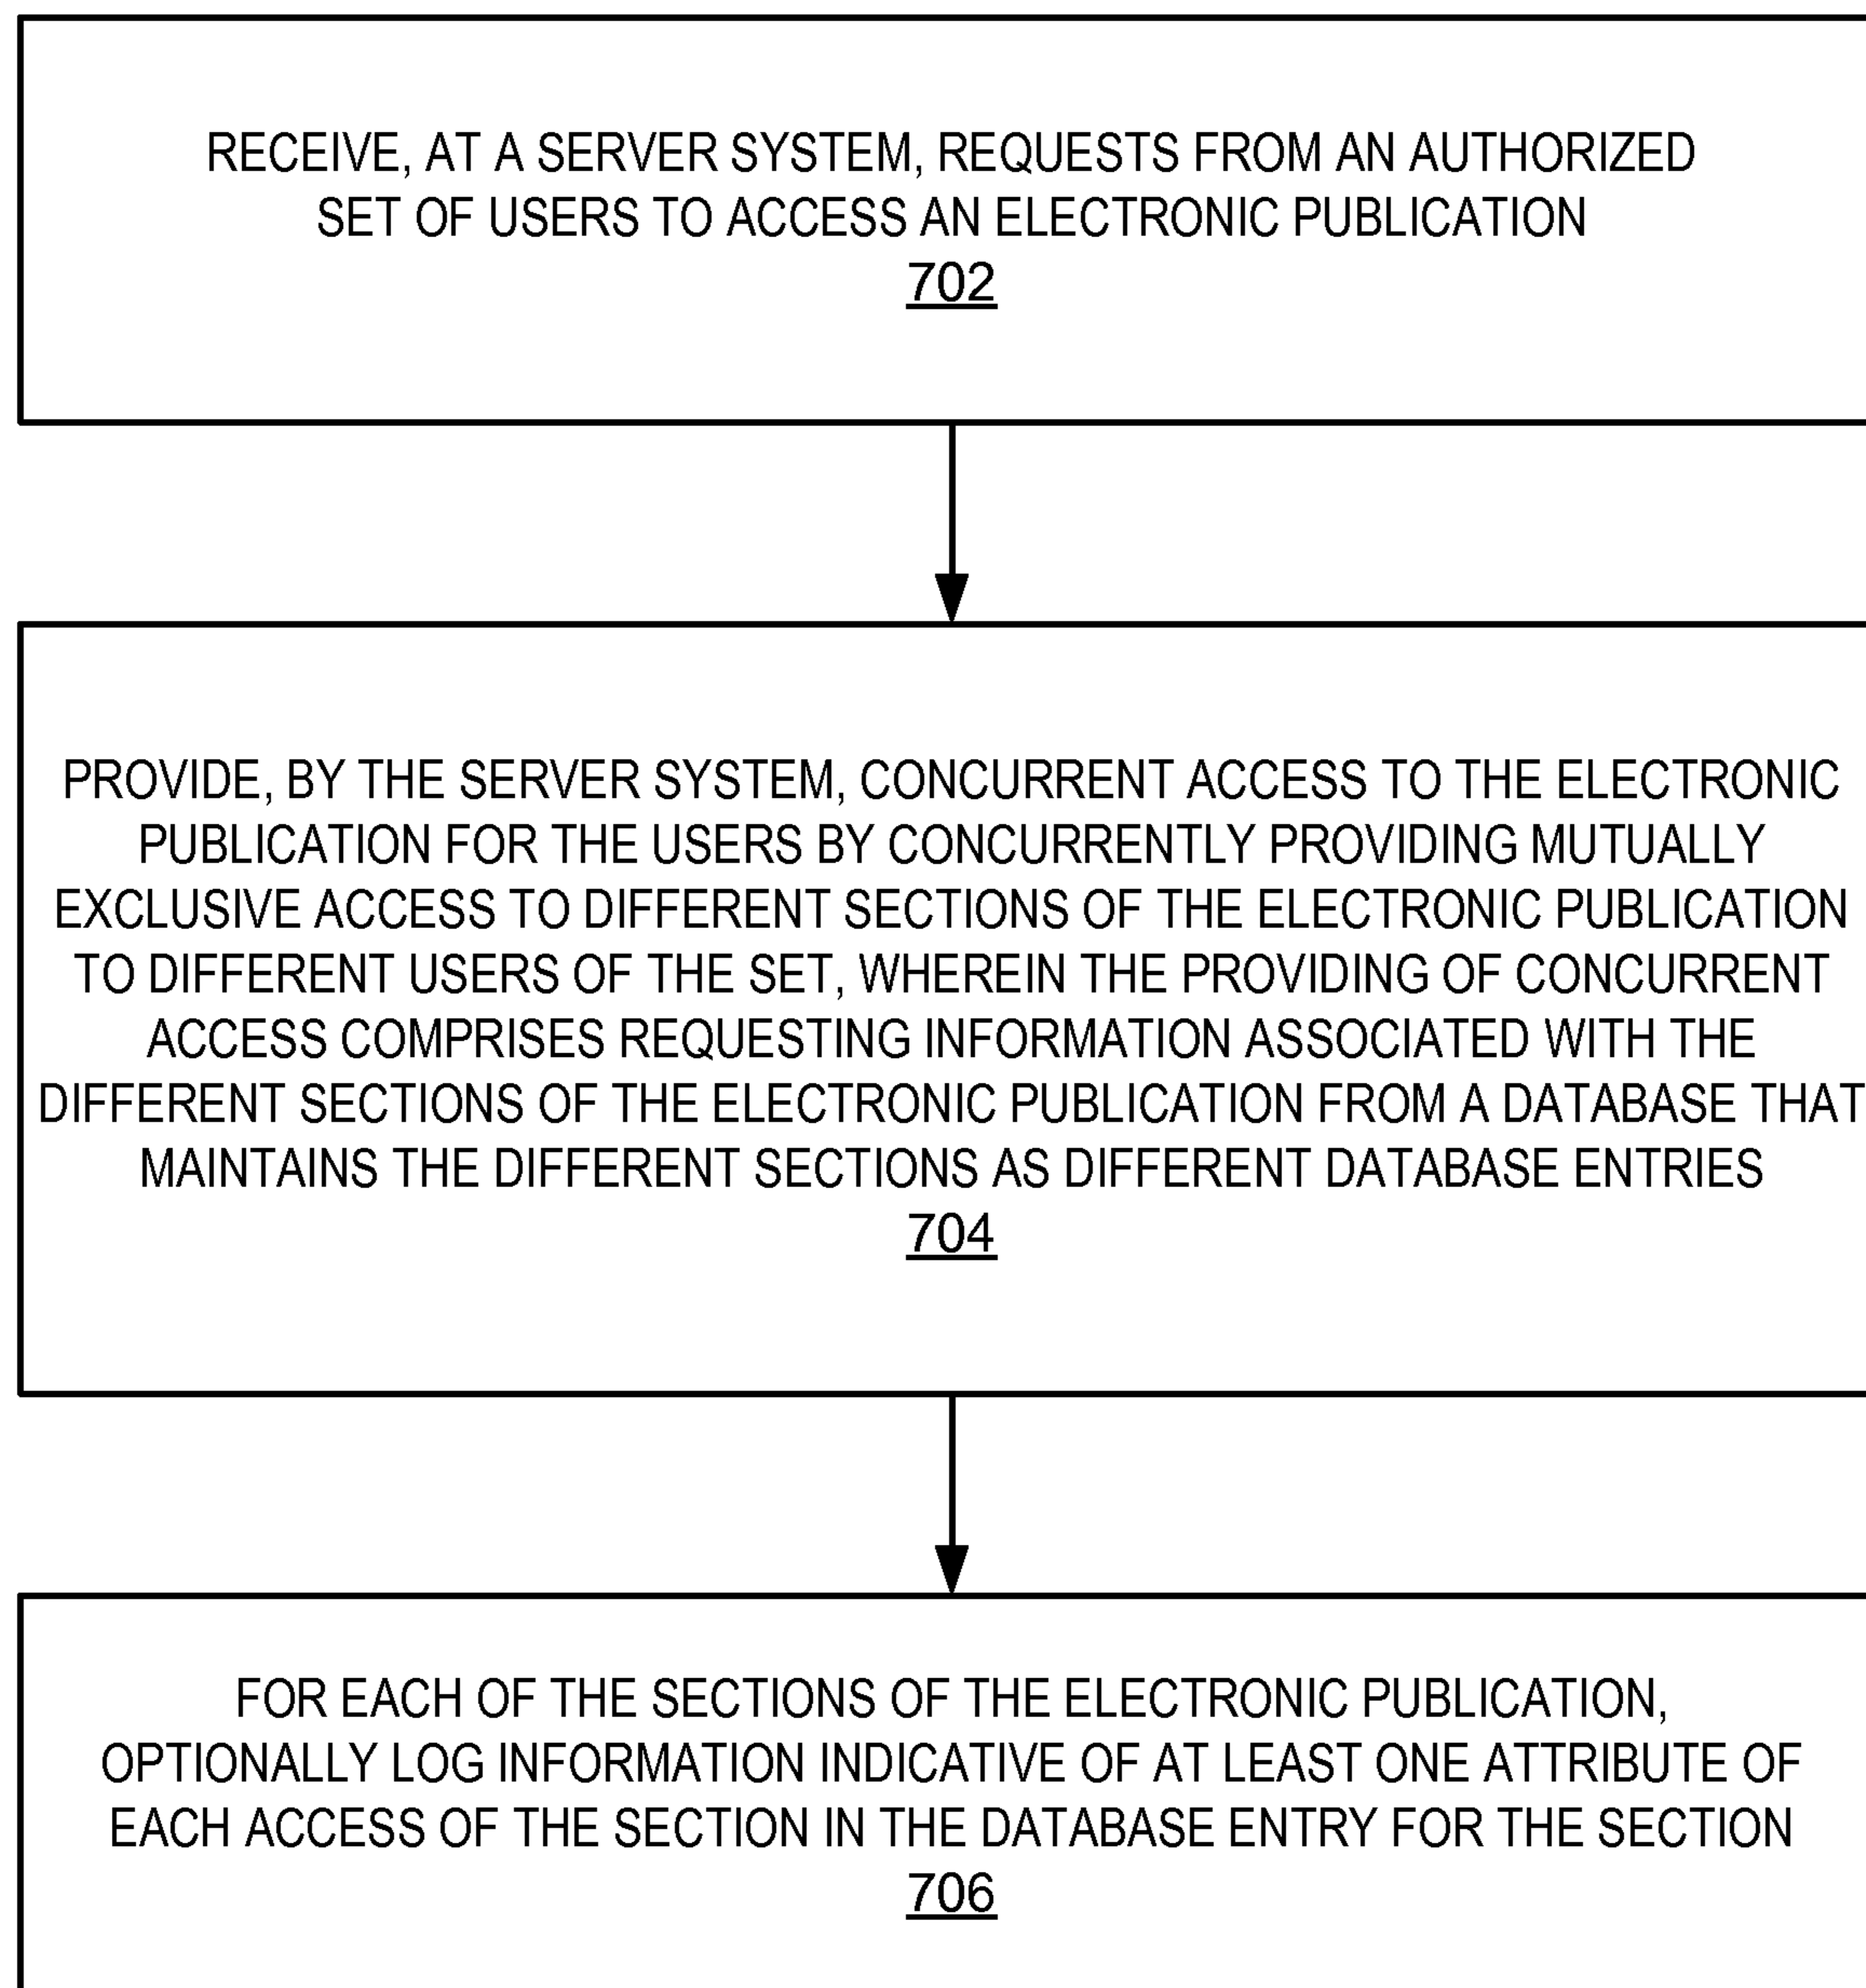 RECEIVE, AT A SERVER SYSTEM, REQUESTS FROM AN AUTHORIZED
SET OF USERS TO ACCESS AN ELECTRONIC PUBLICATION
702
PROVIDE, BY THE SERVER SYSTEM, CONCURRENT ACCESS TO THE ELECTRONIC
PUBLICATION FOR THE USERS BY CONCURRENTLY PROVIDING MUTUALLY
EXCLUSIVE ACCESS TO DIFFERENT SECTIONS OF THE ELECTRONIC PUBLICATION
TO DIFFERENT USERS OF THE SET, WHEREIN THE PROVIDING OF CONCURRENT
ACCESS COMPRISES REQUESTING INFORMATION ASSOCIATED WITH THE
DIFFERENT SECTIONS OF THE ELECTRONIC PUBLICATION FROM A DATABASE THAT
MAINTAINS THE DIFFERENT SECTIONS AS DIFFERENT DATABASE ENTRIES
704
FOR EACH OF THE SECTIONS OF THE ELECTRONIC PUBLICATION,
OPTIONALLY LOG INFORMATION INDICATIVE OF AT LEAST ONE ATTRIBUTE OF
EACH ACCESS OF THE SECTION IN THE DATABASE ENTRY FOR THE SECTION
706